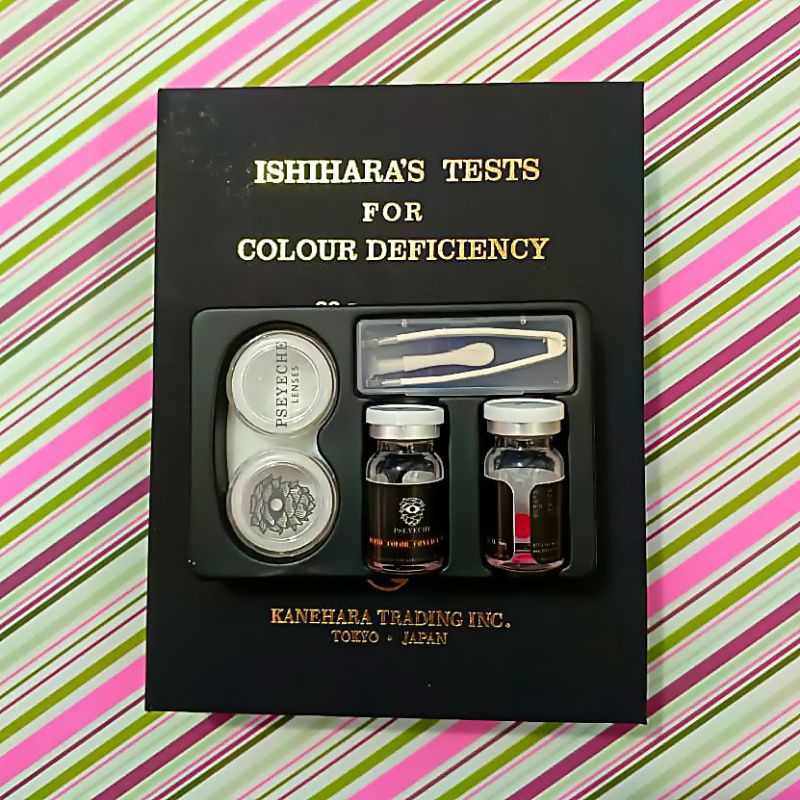 ISHIHARA'S TESTS
FOR
COLOUR DEFICIENCY
PSEYECHE
LENSES
PSEYECHE
KANEHARA TRADING INC.
TOKYO • JAPAN